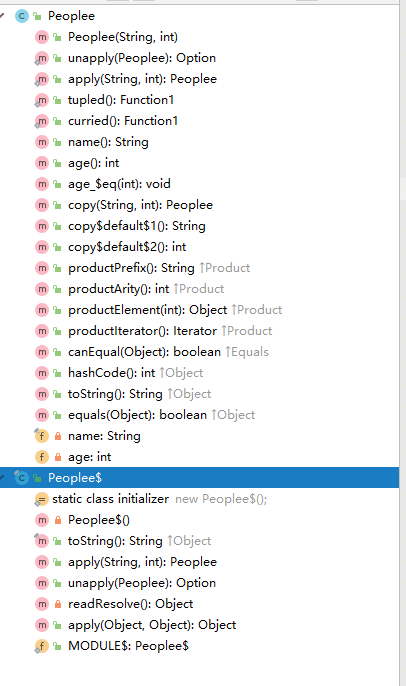 Peoplee
Peoplee(String, int)
unapply(Peoplee): Option
apply(String, int): Peoplee
tupled(): Function1
curried(): Function1
name(): String
age(): int
age_$eq(int): void
copy(String, int): Peoplee
copy$default$1(): String
copy$default$2(): int
productPrefix(): String ↑Product
productArity(): int ↑Product
productElement(int): Object ↑Product
productIterator(): Iterator ↑Product
canEqual(Object): boolean ↑Equals
hashCode(): int ↑Object
toString(): String ↑Object
equals(Object): boolean ↑Object
name: String
age: int
Peoplee$
static class initializer new Peoplee$();
Peoplee$()
toString(): String ↑Object
apply(String, int): Peoplee
unapply(Peoplee): Option
readResolve(): Object
apply(Object, Object): Object
MODULE$: Peoplee$